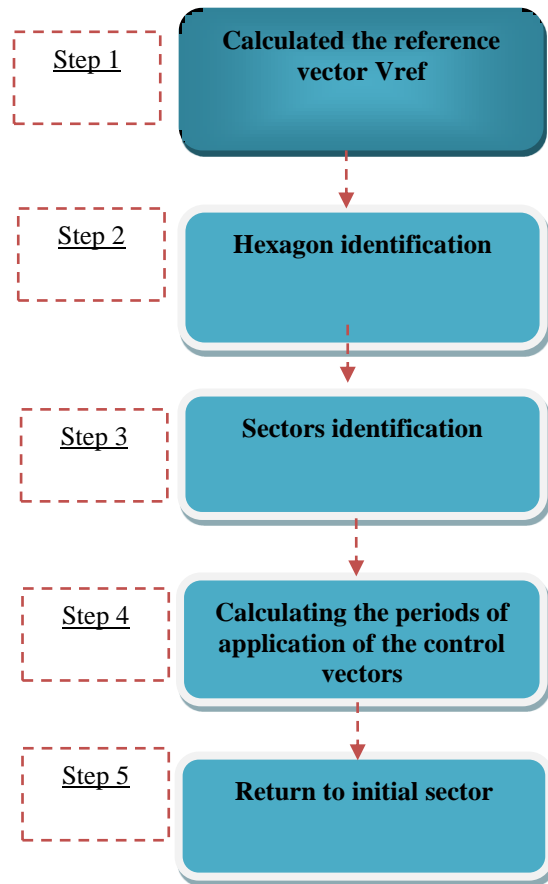 Step 1
Calculated the reference
vector Vref
Step 2
Hexagon identification
Step 3
Sectors identification
Step 4
Calculating the periods of
application of the control
vectors
Step 5
Return to initial sector